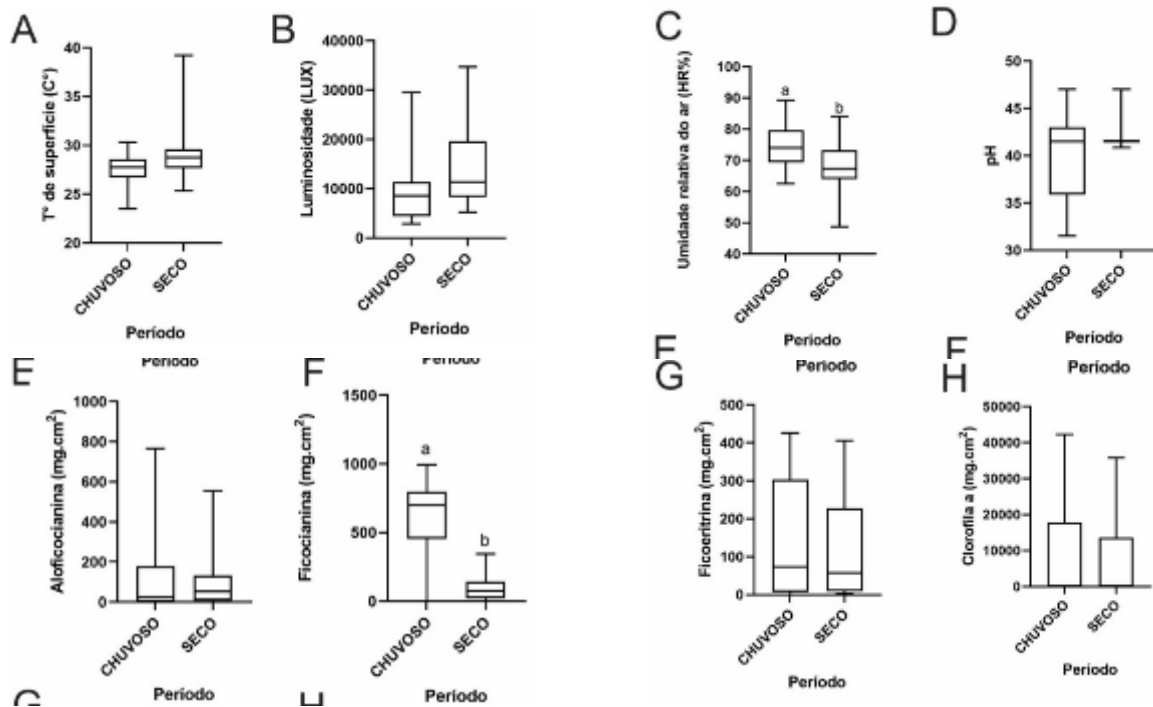 A
T° de superfície (C°)
40
35
30
25
20
CHUVOSO
SECO
Período
B
Luminosidade (LUX)
40000
30000
20000
10000
0
CHUVOSO
SECO
Período
C
Umidade relativa do ar (HR%)
100
90
80
70
60
50
40
a
b
CHUVOSO
SECO
Período
D
pH
50
45
40
35
30
CHUVOSO
SECO
Período
Período
E
Aloficocianina (mg.cm²)
1000
800
600
400
200
0
CHUVOSO
SECO
Período
Período
F
Ficocianina (mg.cm²)
1500
1000
500
0
a
b
CHUVOSO
SECO
Período
Período
G
Ficoeritrina (mg.cm²)
500
400
300
200
100
0
CHUVOSO
SECO
Período
Período
H
Clorofila a (mg.cm²)
50000
40000
30000
20000
10000
0
CHUVOSO
SECO
Período